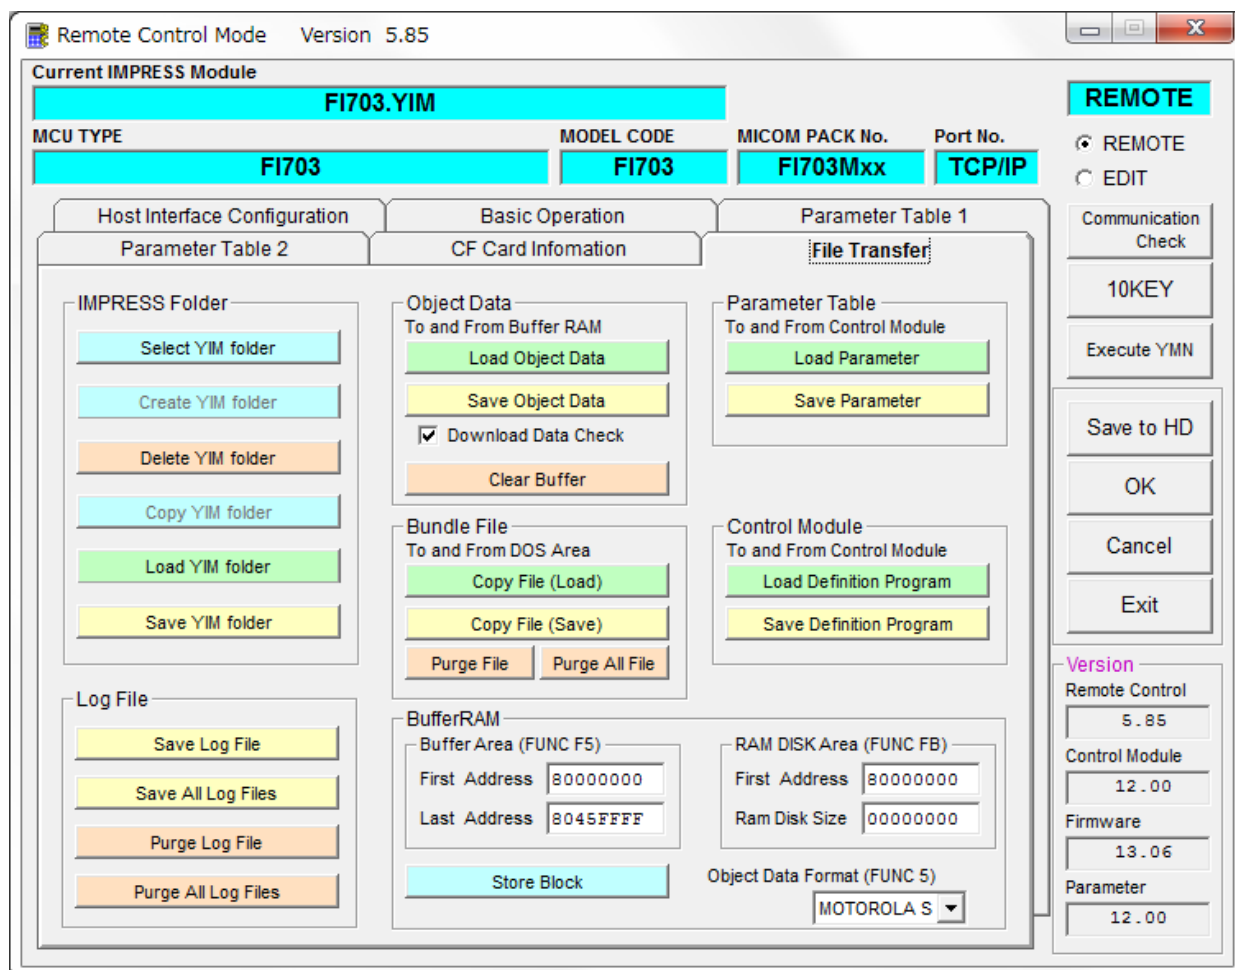 Remote Control Mode Version 5.85
Current IMPRESS Module
FI703.YIM
REMOTE
MCU TYPE
MODEL CODE
MICOM PACK No.
Port No.
FI703
FI703
FI703Mxx
TCP/IP
REMOTE
EDIT
Host Interface Configuration
Basic Operation
Parameter Table 1
Parameter Table 2
CF Card Infomation
File Transfer
Communication
Check
10KEY
Execute YMN
Save to HD
OK
Cancel
Exit
IMPRESS Folder
Select YIM folder
Create YIM folder
Delete YIM folder
Copy YIM folder
Load YIM folder
Save YIM folder
Log File
Save Log File
Save All Log Files
Purge Log File
Purge All Log Files
Object Data
To and From Buffer RAM
Load Object Data
Save Object Data
Download Data Check
Clear Buffer
Bundle File
To and From DOS Area
Copy File (Load)
Copy File (Save)
Purge File
Purge All File
Parameter Table
To and From Control Module
Load Parameter
Save Parameter
Control Module
To and From Control Module
Load Definition Program
Save Definition Program
BufferRAM
Buffer Area (FUNC F5)
First Address 80000000
Last Address 8045FFFF
Store Block
RAM DISK Area (FUNC FB)
First Address 80000000
Ram Disk Size 00000000
Object Data Format (FUNC 5)
MOTOROLA S
Version
Remote Control
5.85
Control Module
12.00
Firmware
13.06
Parameter
12.00